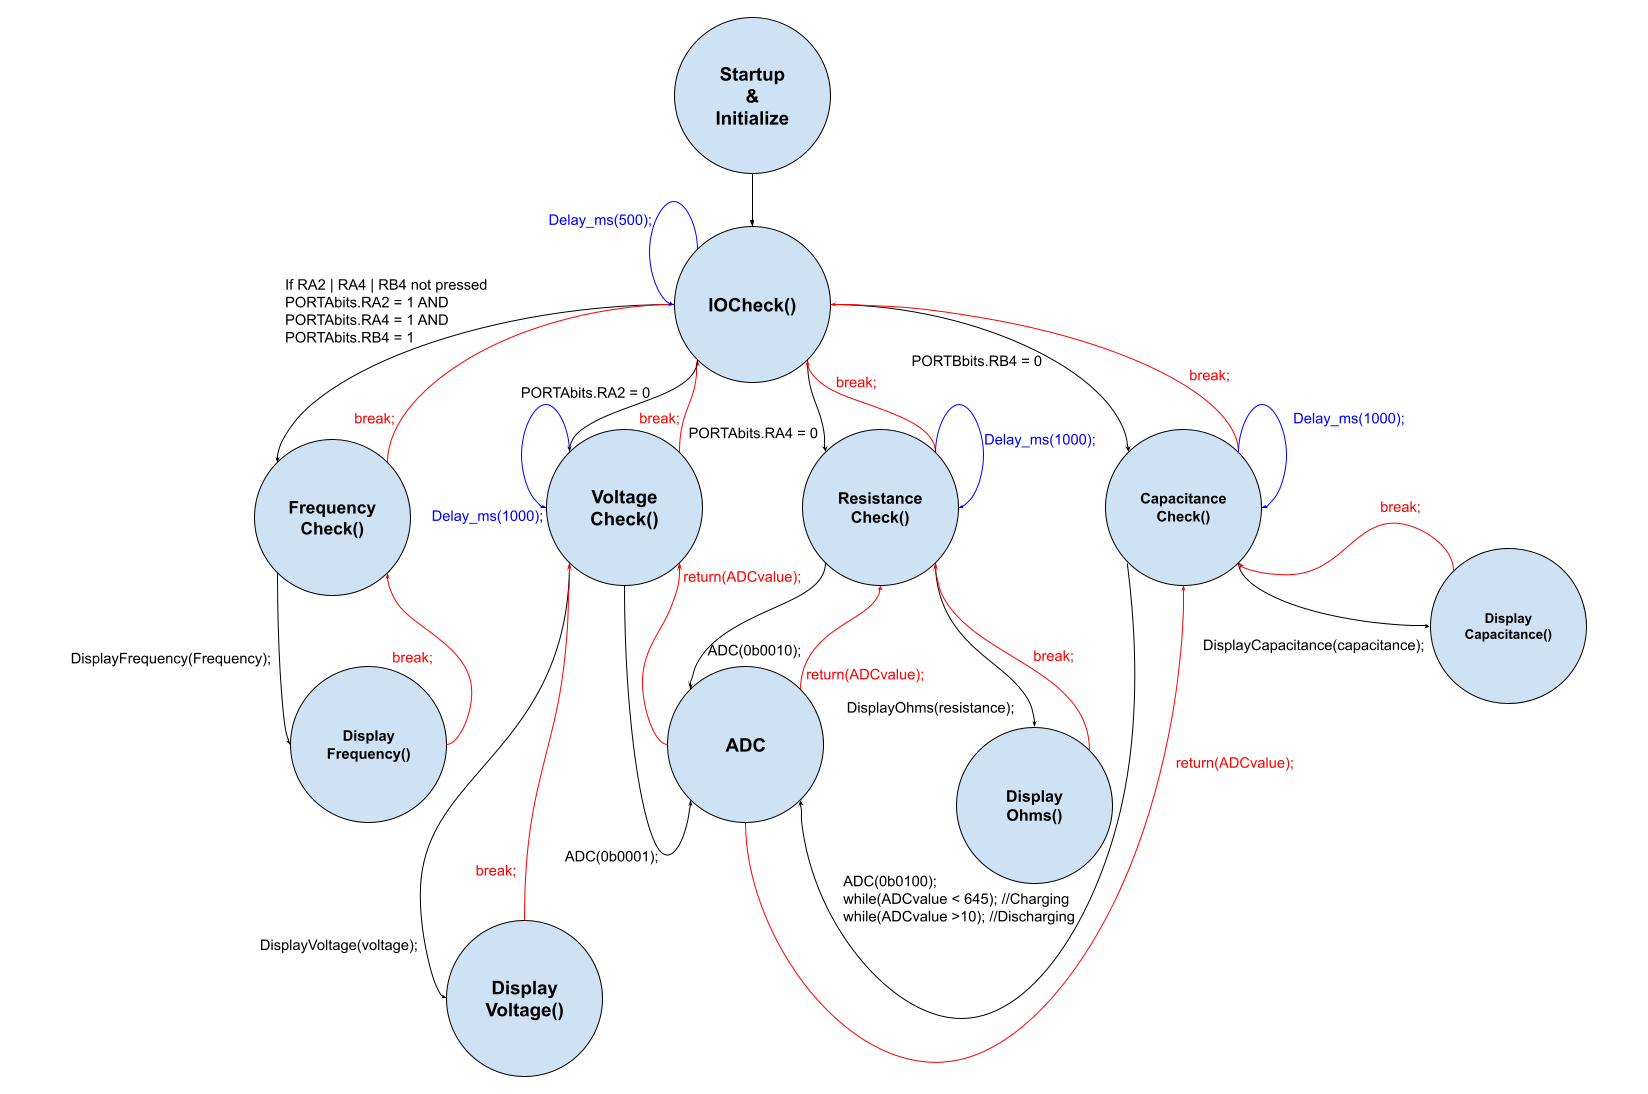 Startup
&
Initialize
Delay_ms(500);
IOCheck()
If RA2 | RA4 | RB4 not pressed
PORTAbits.RA2 = 1 AND
PORTAbits.RA4 = 1 AND
PORTAbits.RB4 = 1
PORTBbits.RB4 = 0
break;
break;
PORTAbits.RA2 = 0
break;
break;
PORTAbits.RA4 = 0
Delay_ms(1000);
Delay_ms(1000);
Delay_ms(1000);
Frequency
Check()
Voltage
Check()
Resistance
Check()
Capacitance
Check()
break;
return(ADCvalue);
Display
Capacitance()
DisplayCapacitance(capacitance);
DisplayFrequency(Frequency);
break;
ADC(0b0010);
return(ADCvalue);
break;
DisplayOhms(resistance);
Display
Frequency()
ADC
return(ADCvalue);
Display
Ohms()
ADC(0b0001);
break;
ADC(0b0100);
while(ADCvalue < 645); //Charging
while(ADCvalue >10); //Discharging
DisplayVoltage(voltage);
Display
Voltage()